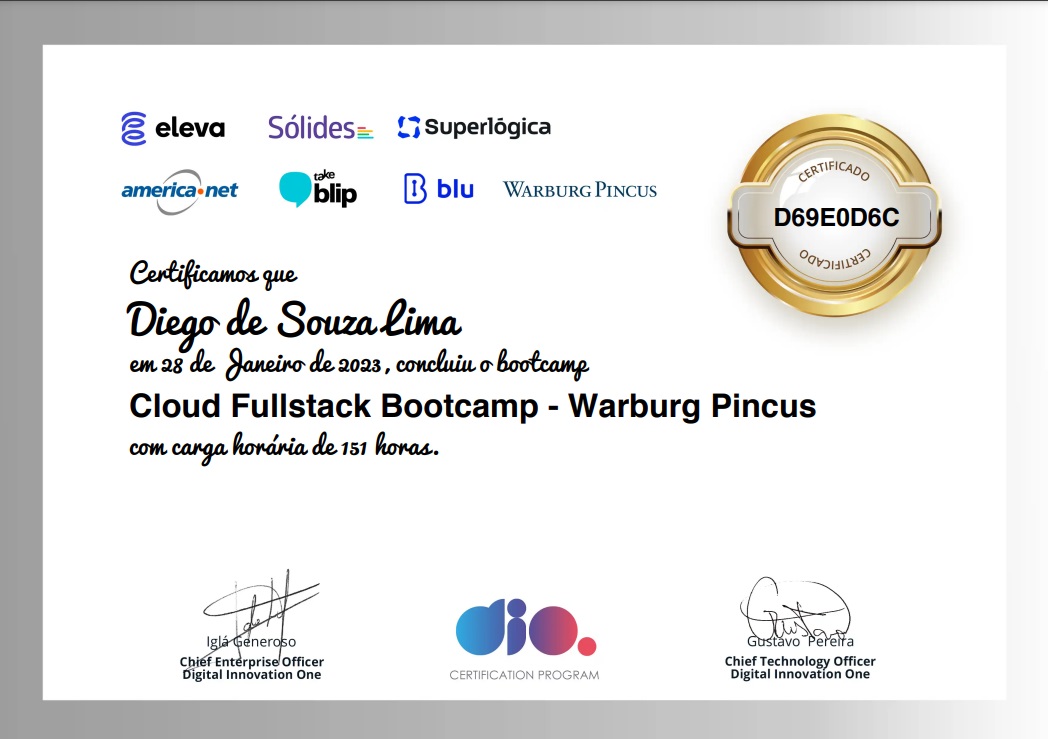 eleva Sólides Superlógica
america.net take blip blu WARBURG PINCUS
CERTIFICADO
D69E0D6C
CERTIFICADO
Certificamos que
Diego de Souza Lima
em 28 de Janeiro de 2023, concluiu o bootcamp
Cloud Fullstack Bootcamp - Warburg Pincus
com carga horária de 151 horas.
Iglá Generoso
Chief Enterprise Officer
Digital Innovation One
dio.
CERTIFICATION PROGRAM
Gustavo Pereira
Chief Technology Officer
Digital Innovation One